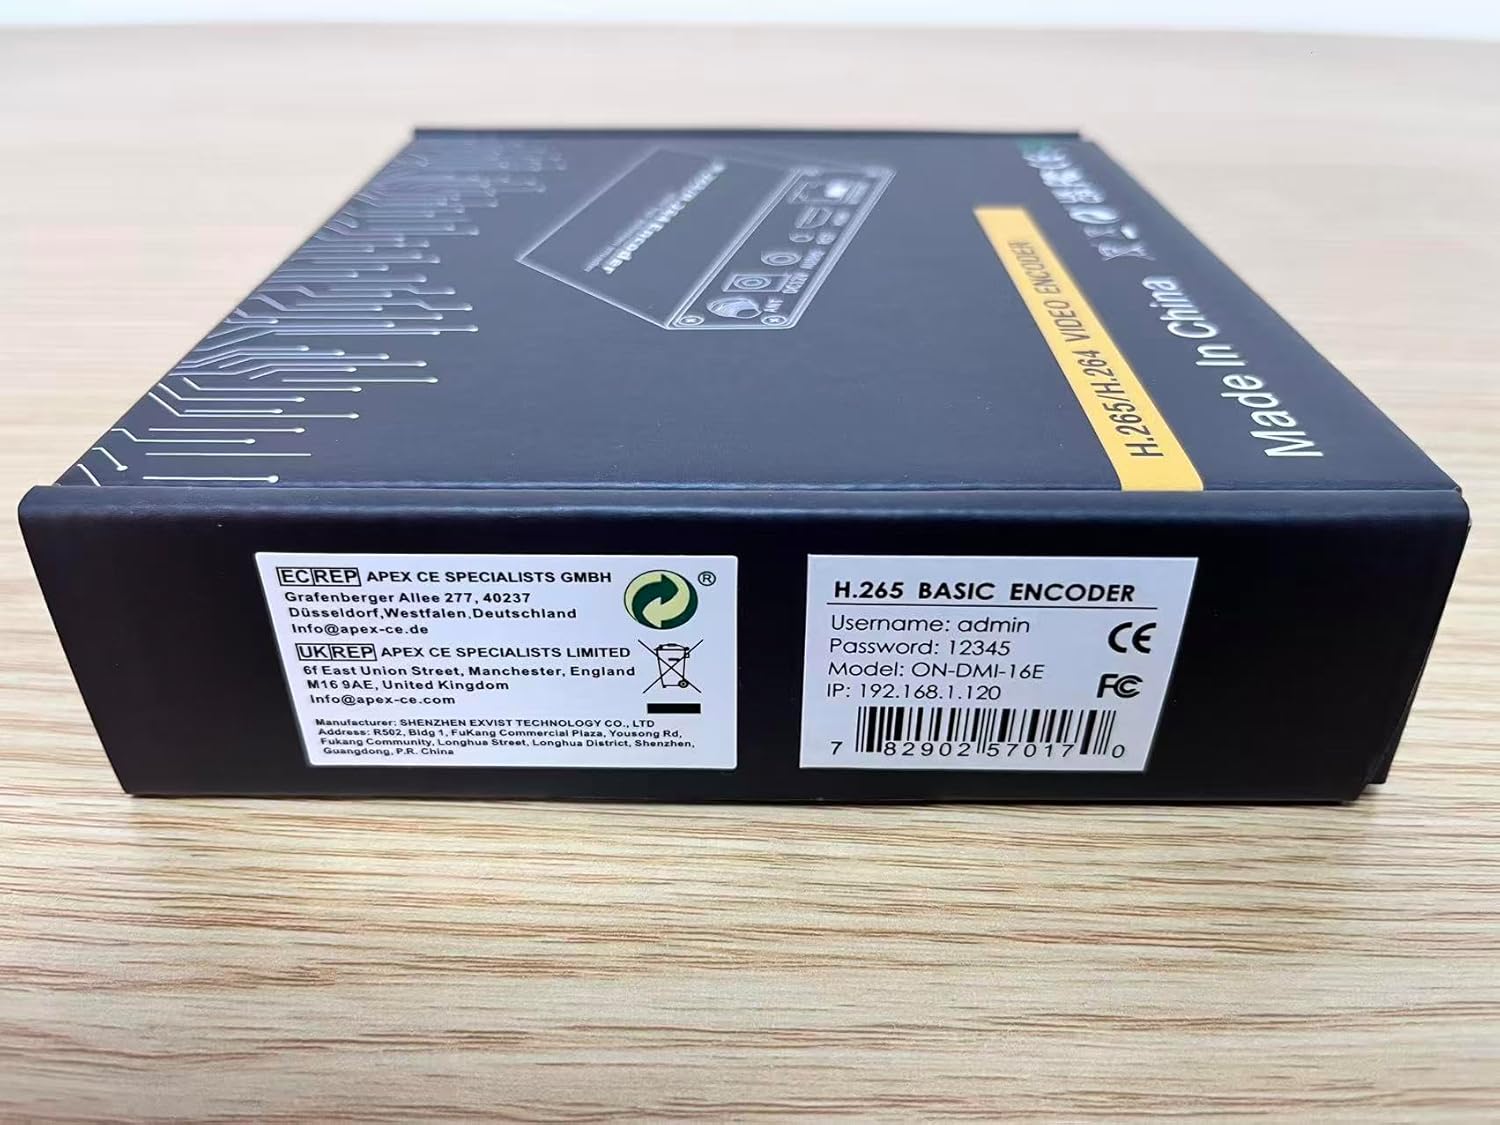 H.265/H.264 VIDEO ENCODER
Made In China
H.264 Encoder
ANT
DC12V
EC REP APEX CE SPECIALISTS GMBH
Grafenberger Allee 277, 40237
Düsseldorf,Westfalen,Deutschland
Info@apex-ce.de
UK REP APEX CE SPECIALISTS LIMITED
6f East Union Street, Manchester, England
M16 9AE, United Kingdom
Info@apex-ce.com
Manufacturer: SHENZHEN EXVIST TECHNOLOGY CO., LTD
Address: R502, Bldg 1, FuKang Commercial Plaza, Yousong Rd,
Fukang Community, Longhua Street, Longhua District, Shenzhen,
Guangdong, P.R. China
®
H.265 BASIC ENCODER
Username: admin
Password: 12345
Model: ON-DMI-16E
IP: 192.168.1.120
CE
FC
7 82902 57017 0